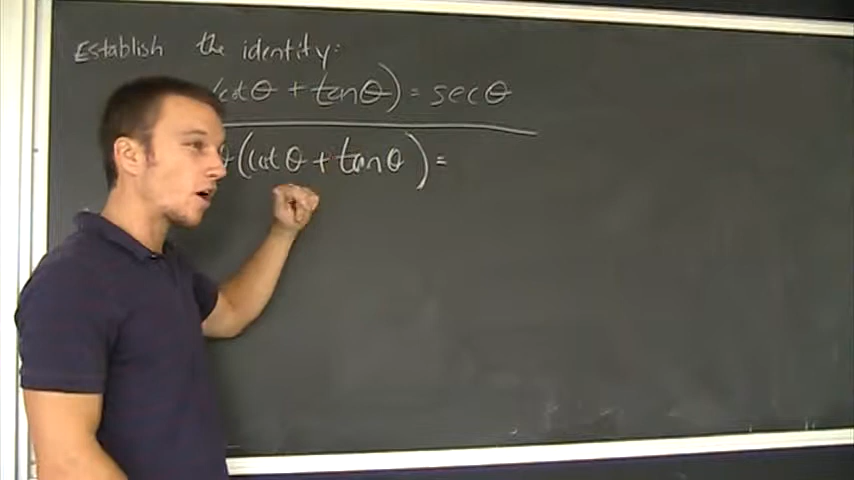 Establish the identity:
(cotθ + tanθ) = secθ
θ(cotθ + tanθ) =